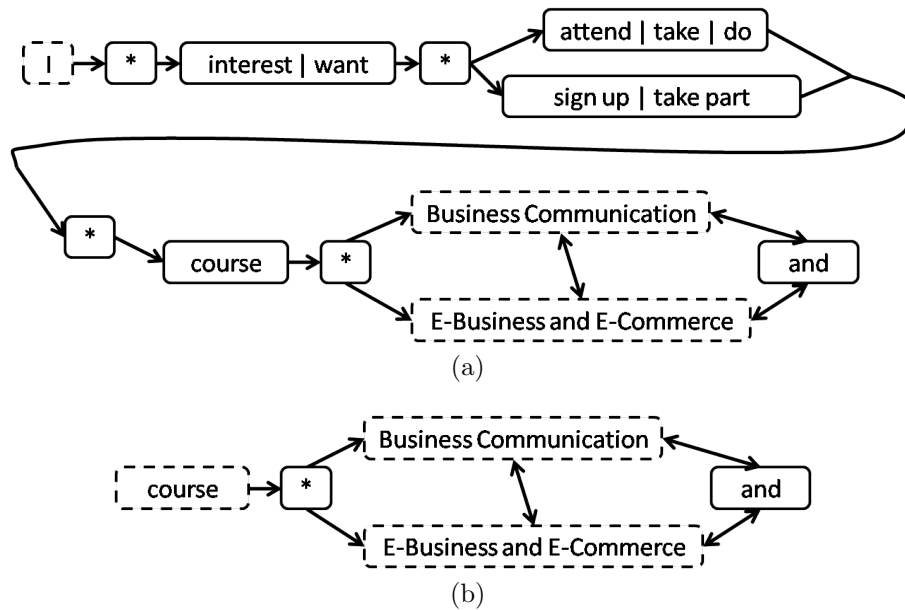 attend | take | do
I * interest | want *
sign up | take part
Business Communication
*
course * and
E-Business and E-Commerce
(a)
Business Communication
course * and
E-Business and E-Commerce
(b)